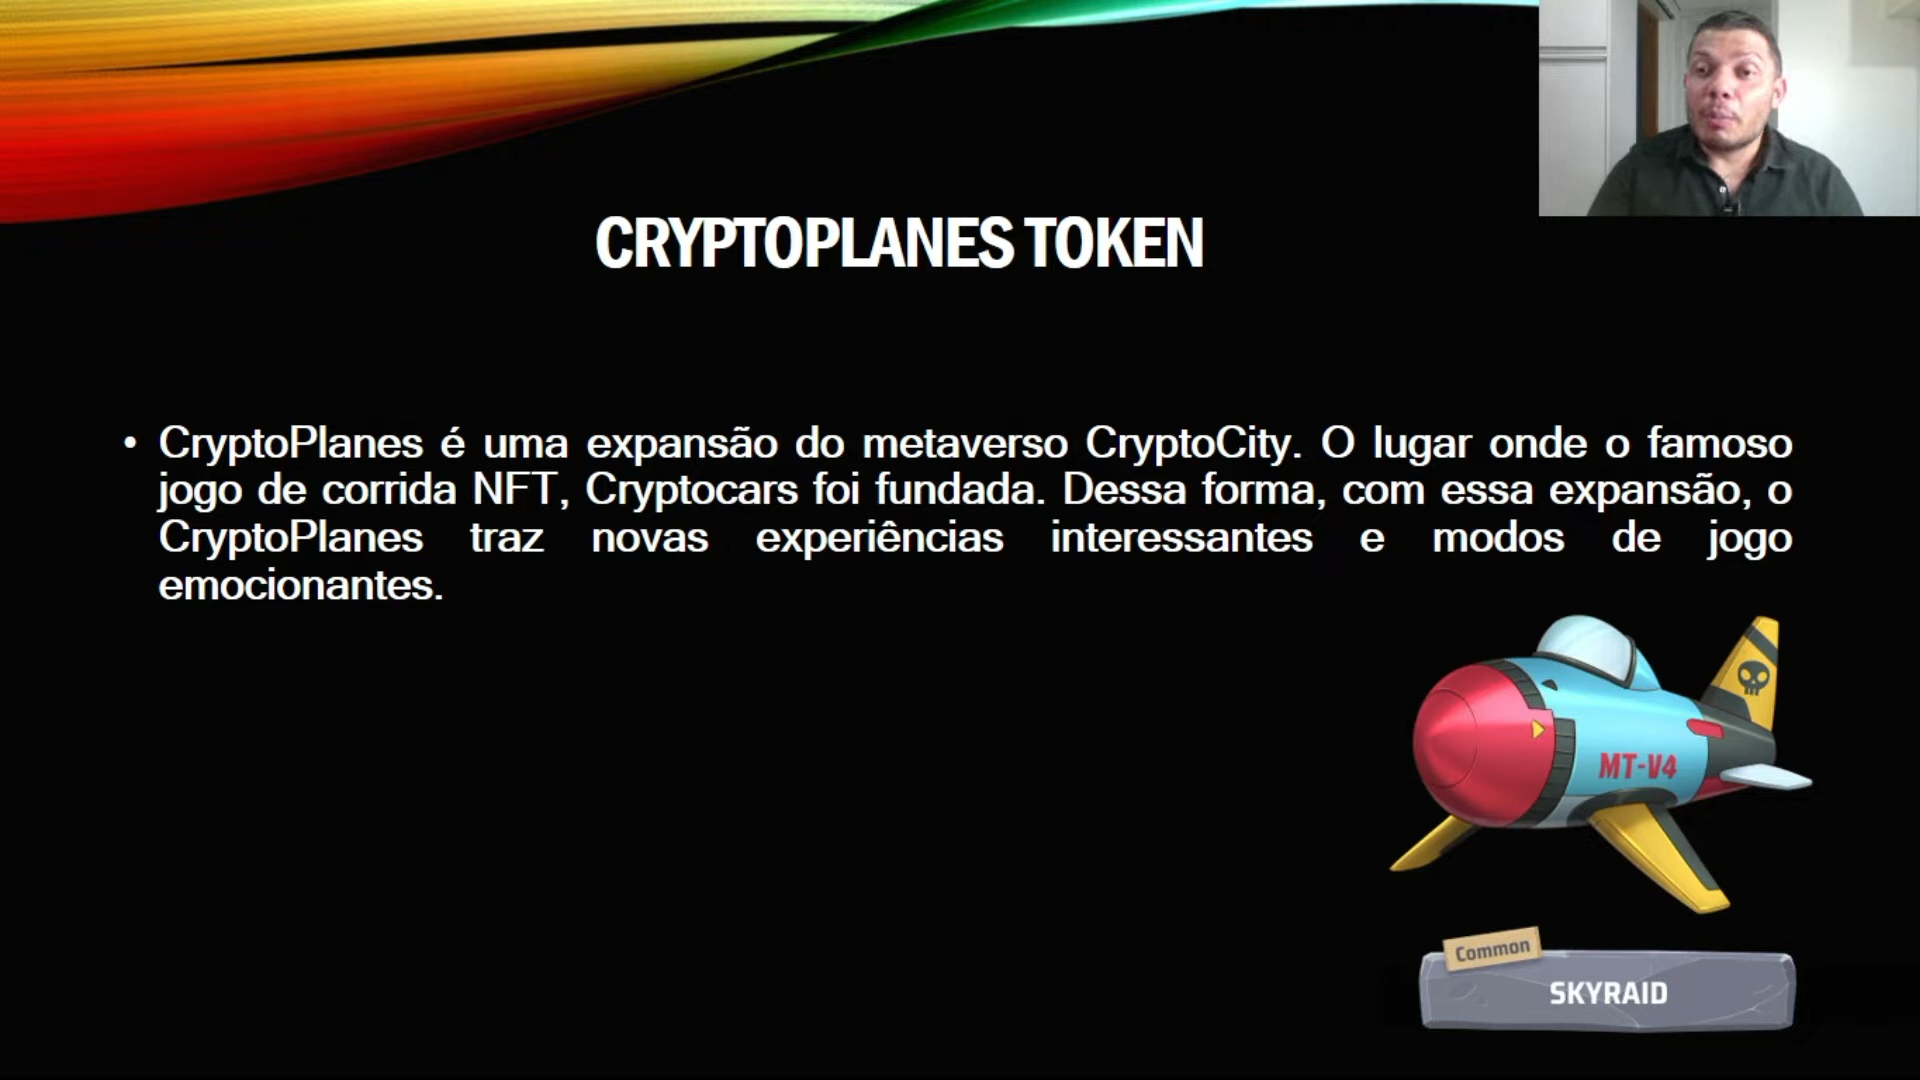 CRYPTOPLANES TOKEN
• CryptoPlanes é uma expansão do metaverso CryptoCity. O lugar onde o famoso
jogo de corrida NFT, Cryptocars foi fundada. Dessa forma, com essa expansão, o
CryptoPlanes traz novas experiências interessantes e modos de jogo
emocionantes.
MT-V4
Common
SKYRAID